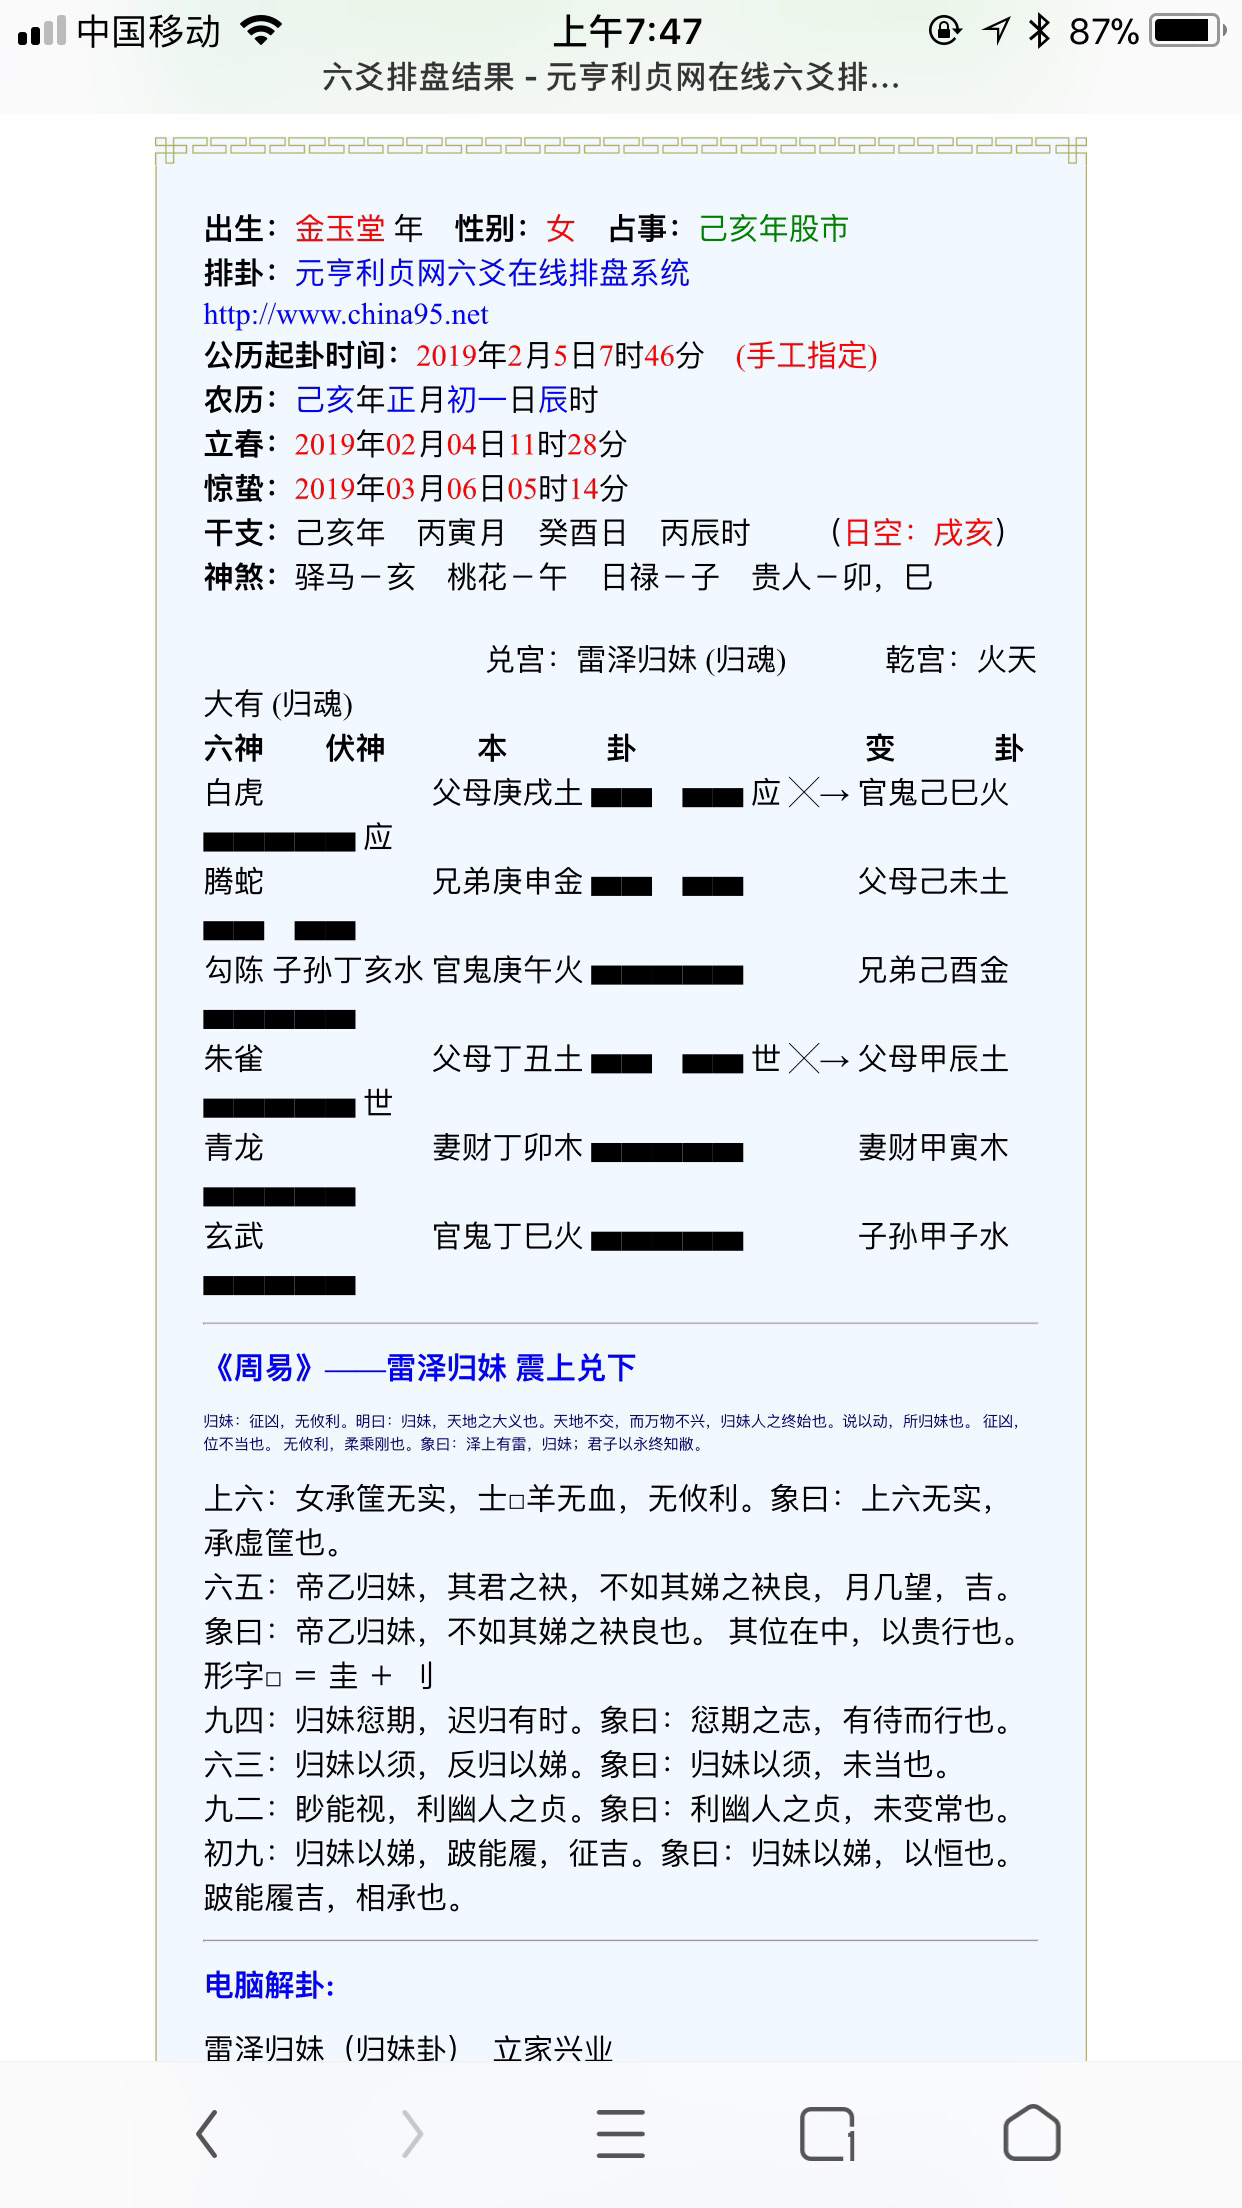 中国移动 上午7:47 87%
六爻排盘结果 - 元亨利贞网在线六爻排...
出生：金玉堂 年 性别：女 占事：己亥年股市
排卦：元亨利贞网六爻在线排盘系统
http://www.china95.net
公历起卦时间：2019年2月5日7时46分 (手工指定)
农历：己亥年正月初一日辰时
立春：2019年02月04日11时28分
惊蛰：2019年03月06日05时14分
干支：己亥年 丙寅月 癸酉日 丙辰时 （日空：戌亥）
神煞：驿马－亥 桃花－午 日禄－子 贵人－卯，巳
兑宫：雷泽归妹 (归魂) 乾宫：火天
大有 (归魂)
六神 伏神 本 卦 变 卦
白虎 父母庚戌土 应 ╳→ 官鬼己巳火
应
腾蛇 兄弟庚申金 父母己未土
勾陈 子孙丁亥水 官鬼庚午火 兄弟己酉金
朱雀 父母丁丑土 世 ╳→ 父母甲辰土
世
青龙 妻财丁卯木 妻财甲寅木
玄武 官鬼丁巳火 子孙甲子水
《周易》——雷泽归妹 震上兑下
归妹：征凶，无攸利。明曰：归妹，天地之大义也。天地不交，而万物不兴，归妹人之终始也。说以动，所归妹也。 征凶，
位不当也。 无攸利，柔乘刚也。象曰：泽上有雷，归妹；君子以永终知敝。
上六：女承筐无实，士□羊无血，无攸利。象曰：上六无实，
承虚筐也。
六五：帝乙归妹，其君之袂，不如其娣之袂良，月几望，吉。
象曰：帝乙归妹，不如其娣之袂良也。 其位在中，以贵行也。
形字□ ＝ 圭 ＋ 刂
九四：归妹愆期，迟归有时。象曰：愆期之志，有待而行也。
六三：归妹以须，反归以娣。象曰：归妹以须，未当也。
九二：眇能视，利幽人之贞。象曰：利幽人之贞，未变常也。
初九：归妹以娣，跛能履，征吉。象曰：归妹以娣，以恒也。
跛能履吉，相承也。
电脑解卦:
雷泽归妹（归妹卦） 立家兴业
1